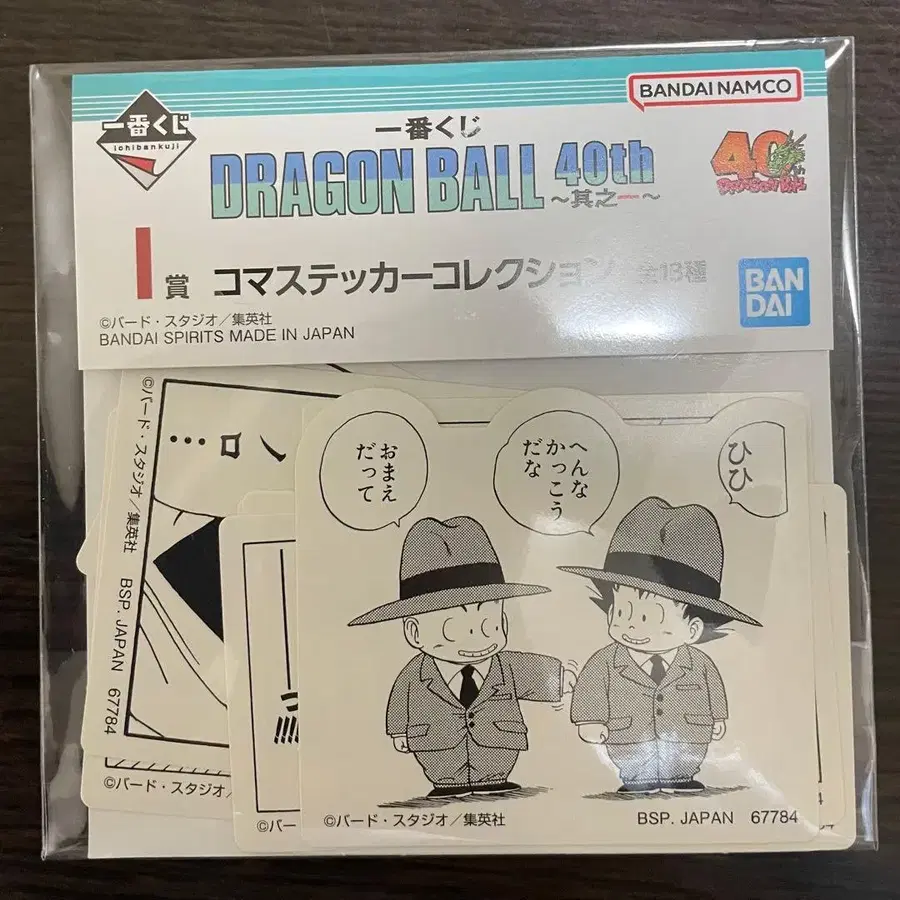 BANDAI NAMCO
一番くじ
ichibankuji
一番くじ
DRAGON BALL 40th
～其之一～
40th
DRAGON BALL
I賞 コマステッカーコレクション 全13種
BAN
DAI
©バード・スタジオ／集英社
BANDAI SPIRITS MADE IN JAPAN
ひひ
へんな
かっこう
だな
おまえ
だって
©バード・スタジオ／集英社 BSP. JAPAN 67784
©バード・スタジオ／集英社 BSP. JAPAN 67784
©バード・スタジオ／
©バ